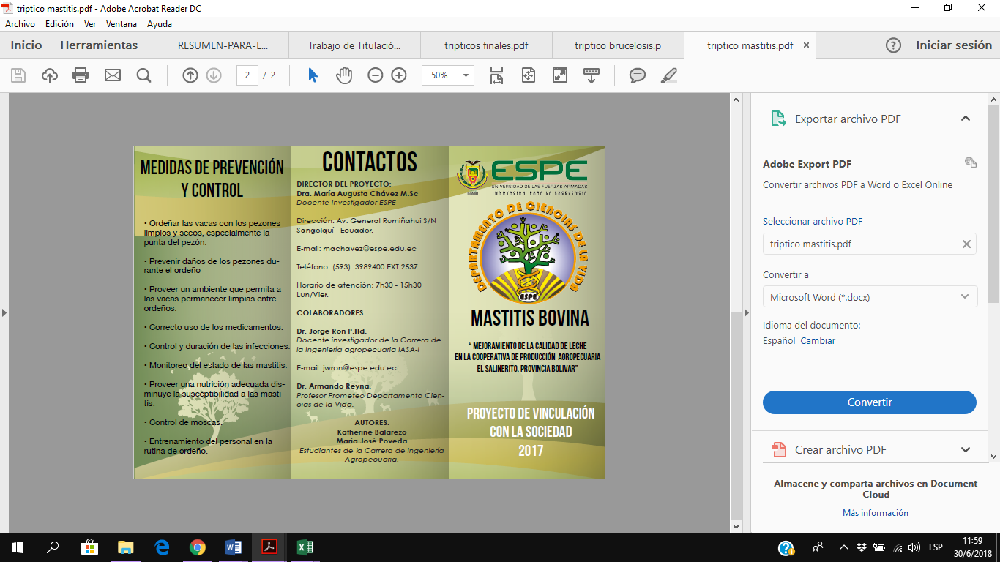 triptico mastitis.pdf - Adobe Acrobat Reader DC
Archivo Edición Ver Ventana Ayuda
Inicio Herramientas RESUMEN-PARA-L... Trabajo de Titulació... tripticos finales.pdf triptico brucelosis.p triptico mastitis.pdf Iniciar sesión
2 / 2 50%
MEDIDAS DE PREVENCIÓN
Y CONTROL
• Ordeñar las vacas con los pezones
limpios y secos, especialmente la
punta del pezón.
• Prevenir daños de los pezones du-
rante el ordeño
• Proveer un ambiente que permita a
las vacas permanecer limpias entre
ordeños.
• Correcto uso de los medicamentos.
• Control y duración de las infecciones.
• Monitoreo del estado de las mastitis.
• Proveer una nutrición adecuada dis-
minuye la susceptibilidad a las masti-
tis.
• Control de moscas.
• Entrenamiento del personal en la
rutina de ordeño.
CONTACTOS
DIRECTOR DEL PROYECTO:
Dra. María Augusta Chávez M.Sc
Docente Investigador ESPE
Dirección: Av. General Rumiñahui S/N
Sangolquí - Ecuador.
E-mail: machavez@espe.edu.ec
Teléfono: (593) 3989400 EXT 2537
Horario de atención: 7h30 - 15h30
Lun/Vier.
COLABORADORES:
Dr. Jorge Ron P.Hd.
Docente investigador de la Carrera de
la Ingeniería agropecuaria IASA-I
E-mail: jwron@espe.edu.ec
Dr. Armando Reyna.
Profesor Prometeo Departamento Cien-
cias de la Vida.
AUTORES:
Katherine Balarezo
María José Poveda
Estudiantes de la Carrera de Ingeniería
Agropecuaria.
ESPE
UNIVERSIDAD DE LAS FUERZAS ARMADAS
INNOVACIÓN PARA LA EXCELENCIA
DEPARTAMENTO DE CIENCIAS DE LA VIDA
ESPE
MASTITIS BOVINA
“ MEJORAMIENTO DE LA CALIDAD DE LECHE
EN LA COOPERATIVA DE PRODUCCIÓN AGROPECUARIA
EL SALINERITO, PROVINCIA BOLIVAR”
PROYECTO DE VINCULACIÓN
CON LA SOCIEDAD
2017
Exportar archivo PDF
Adobe Export PDF
Convertir archivos PDF a Word o Excel Online
Seleccionar archivo PDF
triptico mastitis.pdf
Convertir a
Microsoft Word (*.docx)
Idioma del documento:
Español Cambiar
Convertir
Crear archivo PDF
Almacene y comparta archivos en Document
Cloud
Más información
ESP
11:59
30/6/2018